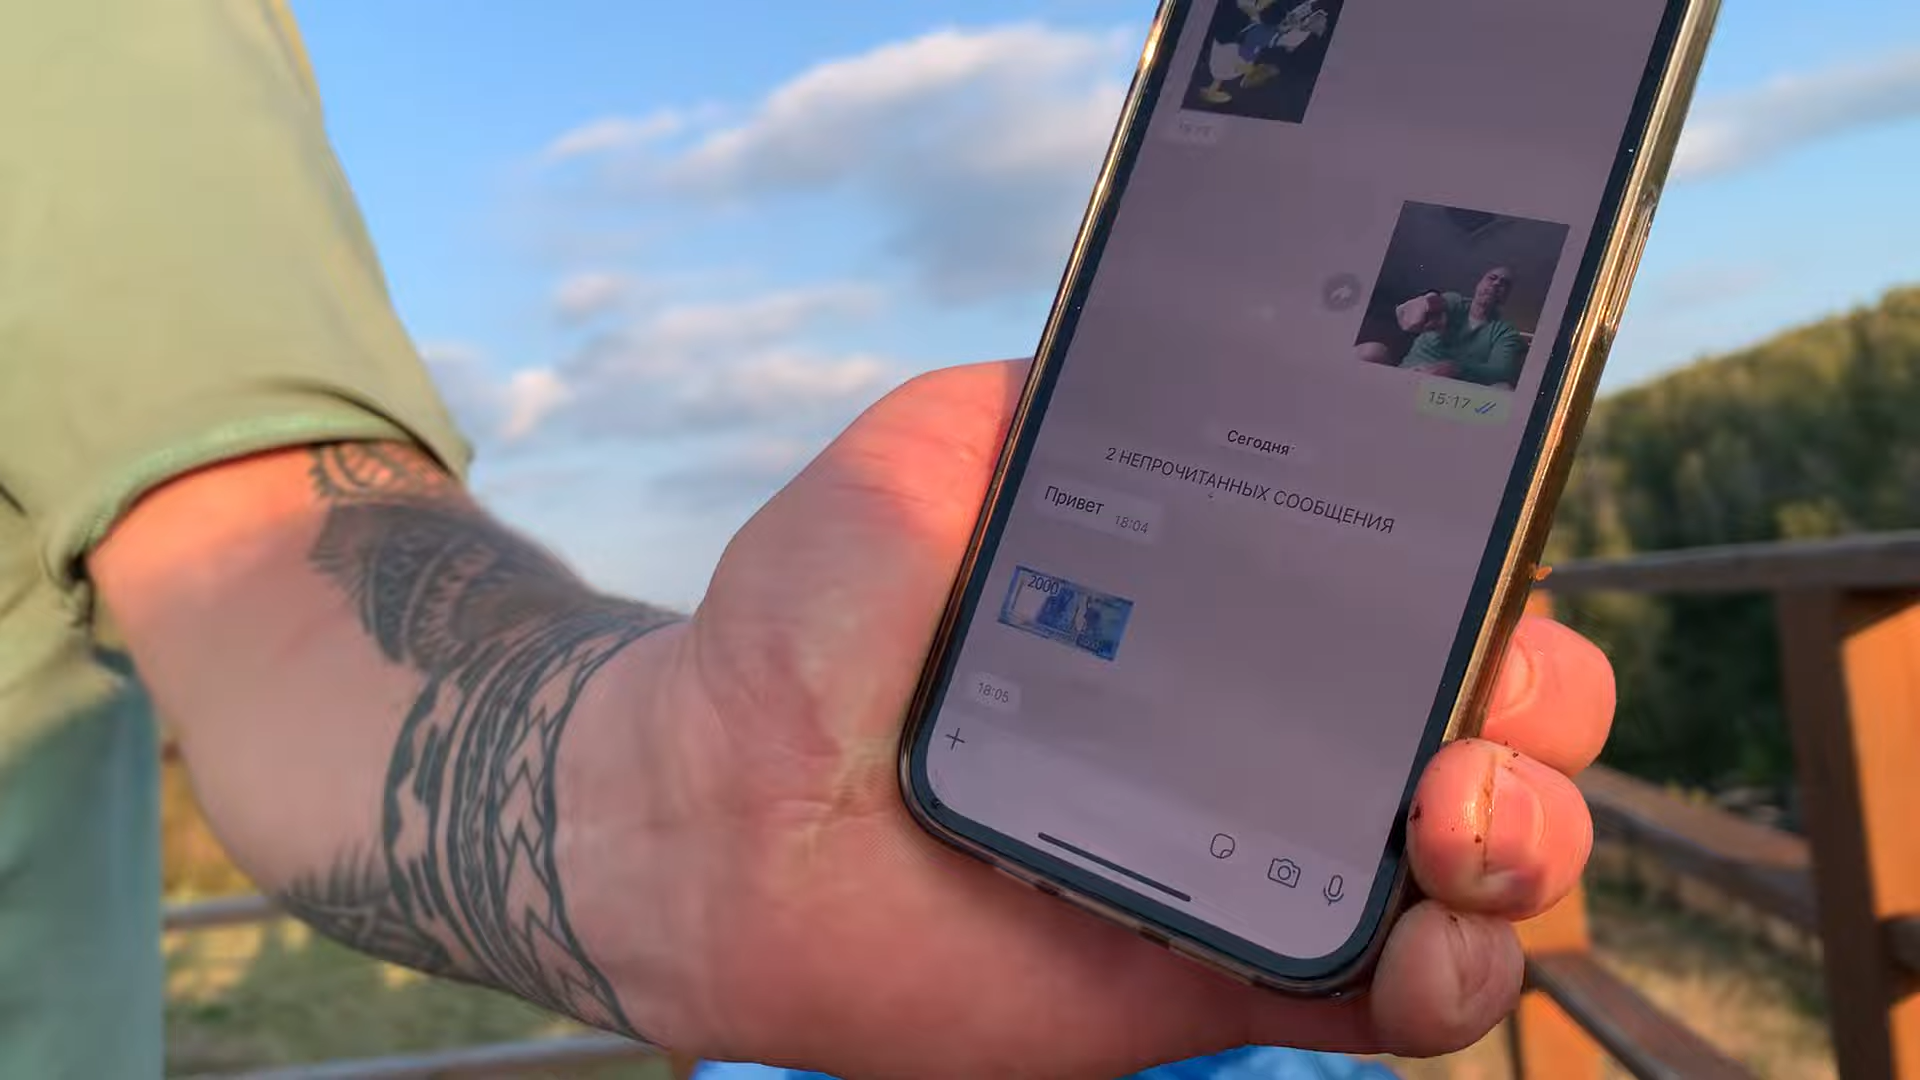 15:17
Сегодня
2 НЕПРОЧИТАННЫХ СООБЩЕНИЯ
Привет 18:04
2000
18:05